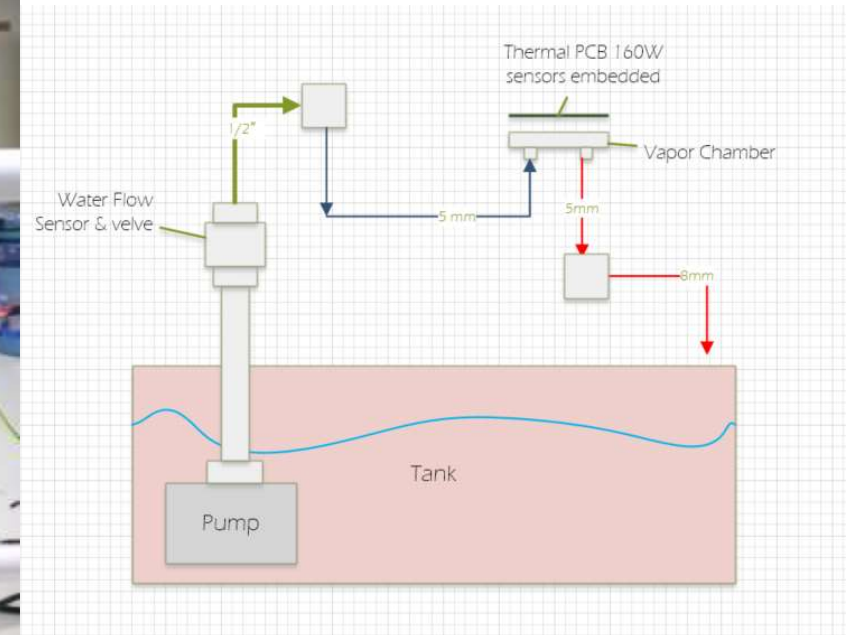 Thermal PCB 160W
sensors embedded
1/2"
Vapor Chamber
Water Flow
Sensor & velve
5 mm
5mm
8mm
Tank
Pump